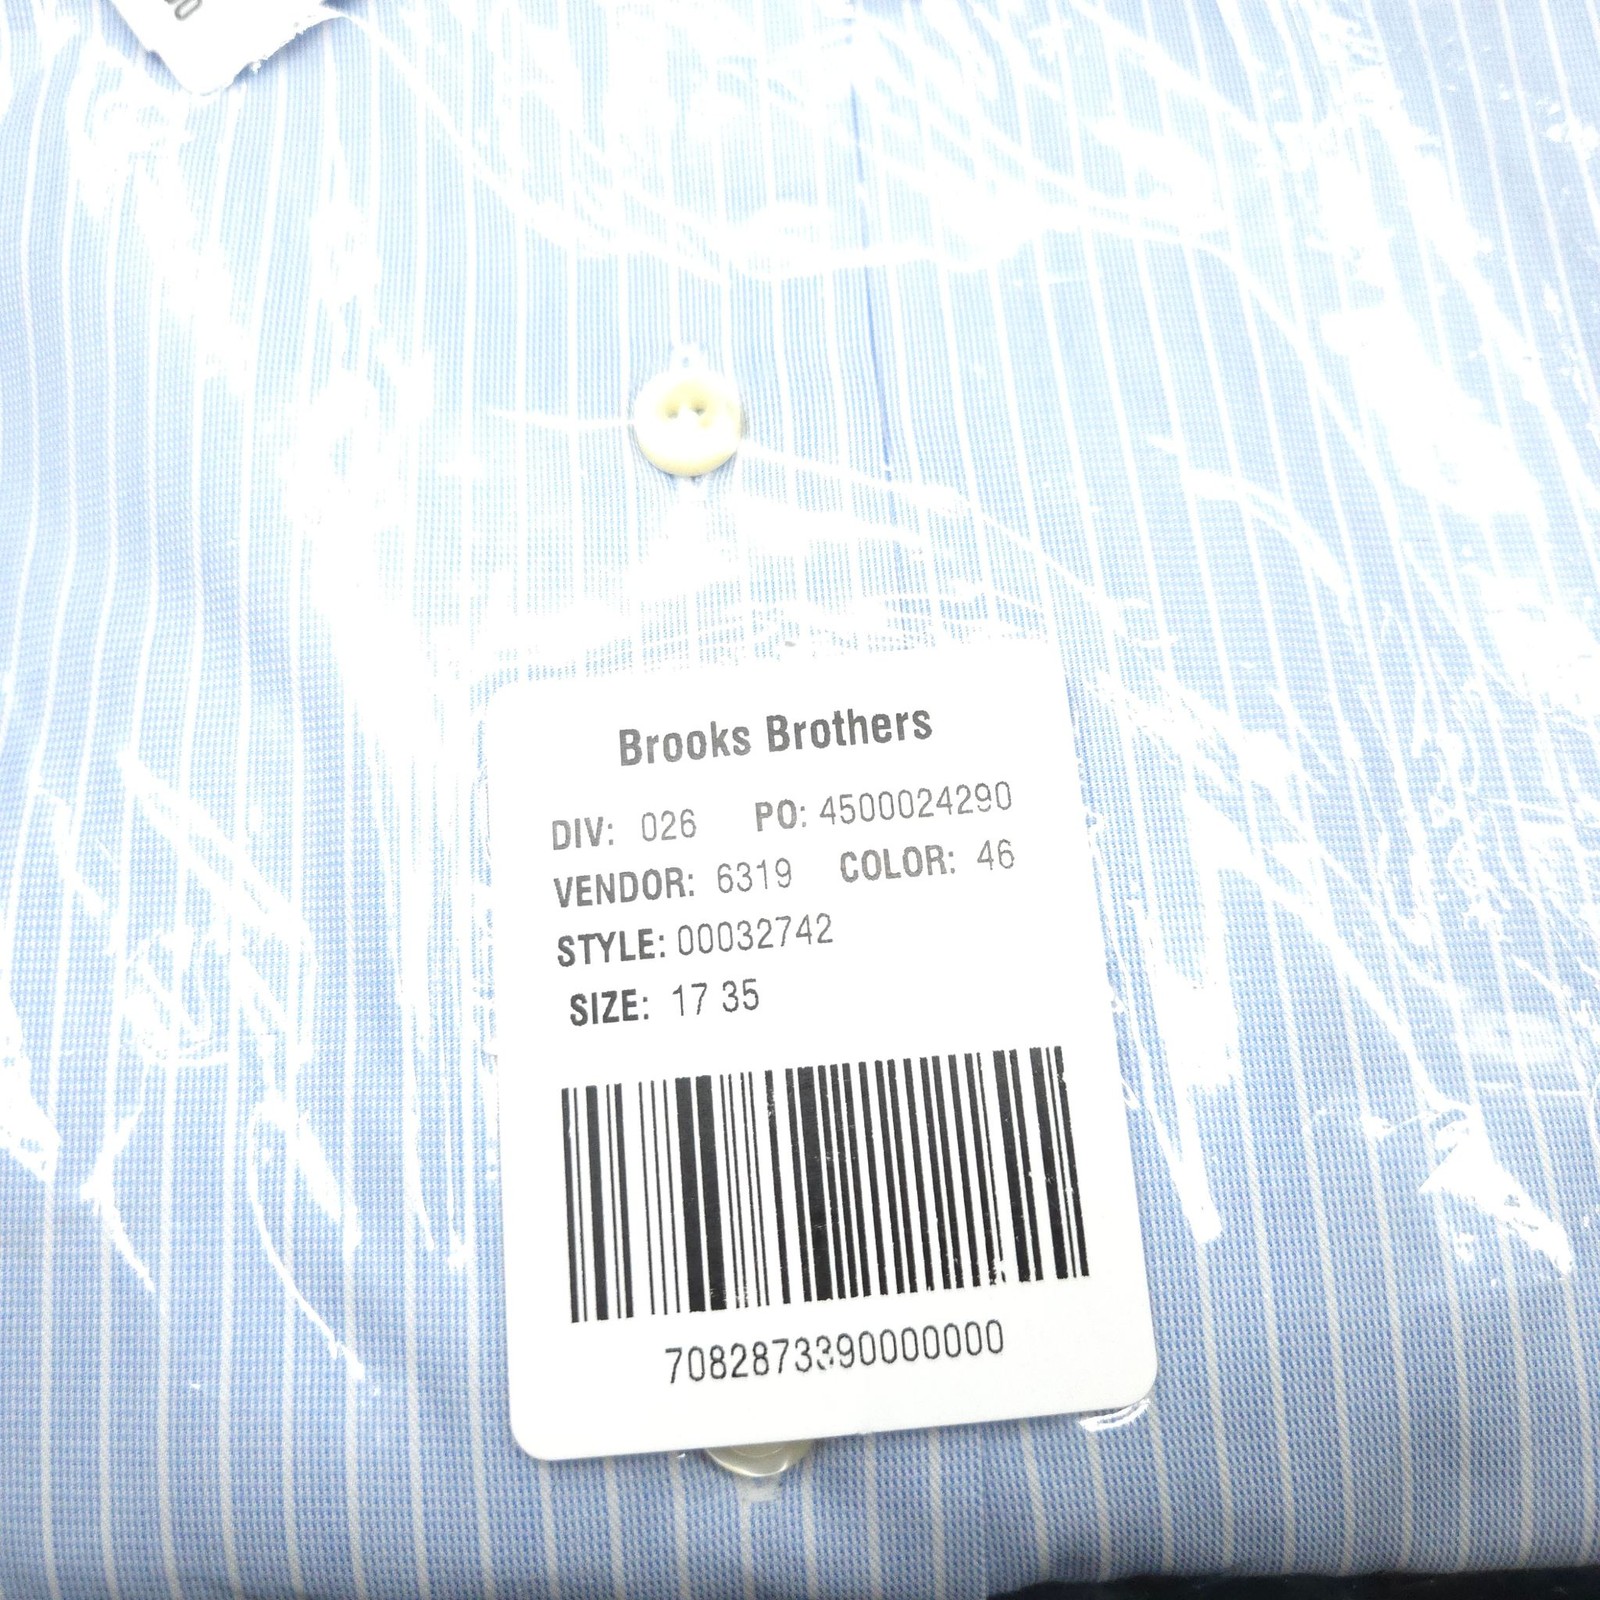 Brooks Brothers
DIV: 026 PO: 4500024290
VENDOR: 6319 COLOR: 46
STYLE: 00032742
SIZE: 17 35
7082873390000000